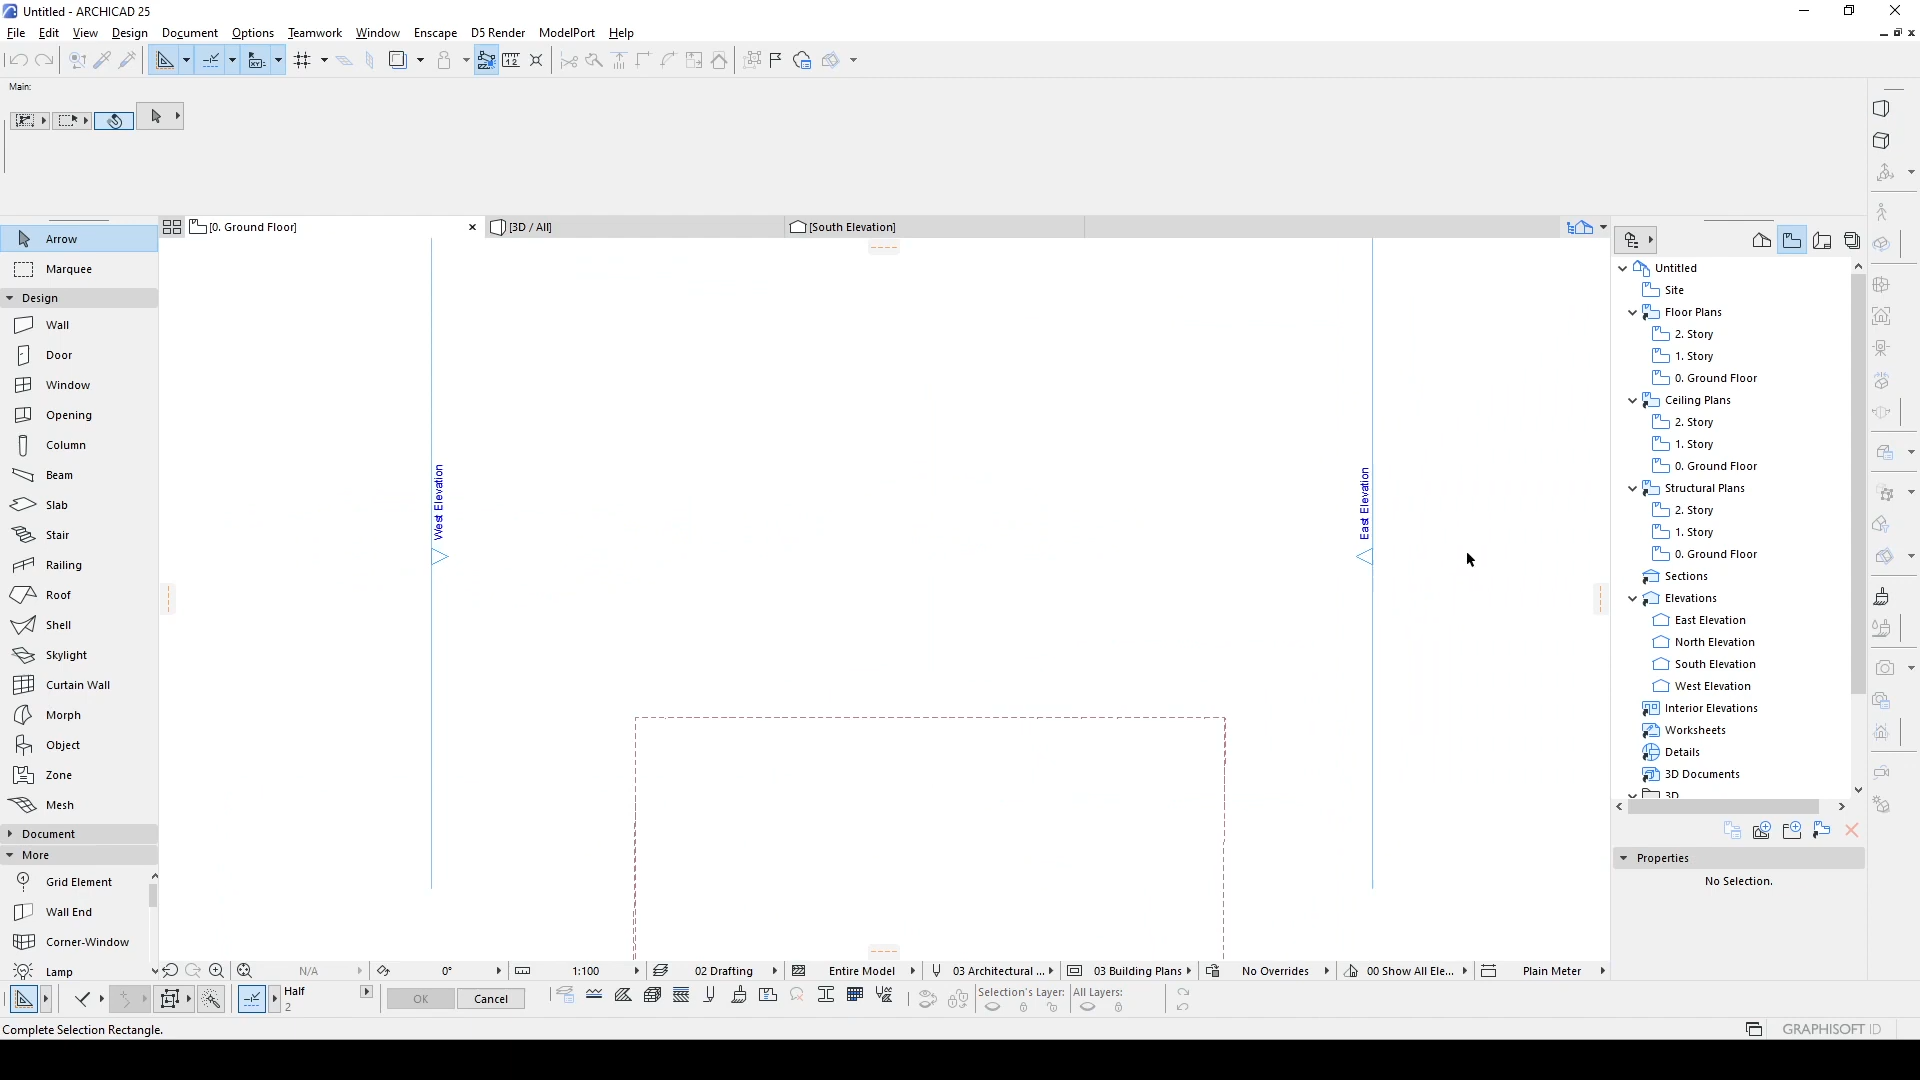 Untitled - ARCHICAD 25
File Edit View Design Document Options Teamwork Window Enscape D5 Render ModelPort Help
Main:
[0. Ground Floor]
[3D / All]
[South Elevation]
Arrow
Marquee
Design
Wall
Door
Window
Opening
Column
Beam
Slab
Stair
Railing
Roof
Shell
Skylight
Curtain Wall
Morph
Object
Zone
Mesh
Document
More
Grid Element
Wall End
Corner-Window
Lamp
West Elevation
East Elevation
Untitled
Site
Floor Plans
2. Story
1. Story
0. Ground Floor
Ceiling Plans
2. Story
1. Story
0. Ground Floor
Structural Plans
2. Story
1. Story
0. Ground Floor
Sections
Elevations
East Elevation
North Elevation
South Elevation
West Elevation
Interior Elevations
Worksheets
Details
3D Documents
3D
Properties
No Selection.
N/A 0° 1:100 02 Drafting Entire Model 03 Architectural ... 03 Building Plans No Overrides 00 Show All Ele... Plain Meter
Half
2
OK Cancel
Selection's Layer: All Layers:
Complete Selection Rectangle.
GRAPHISOFT ID